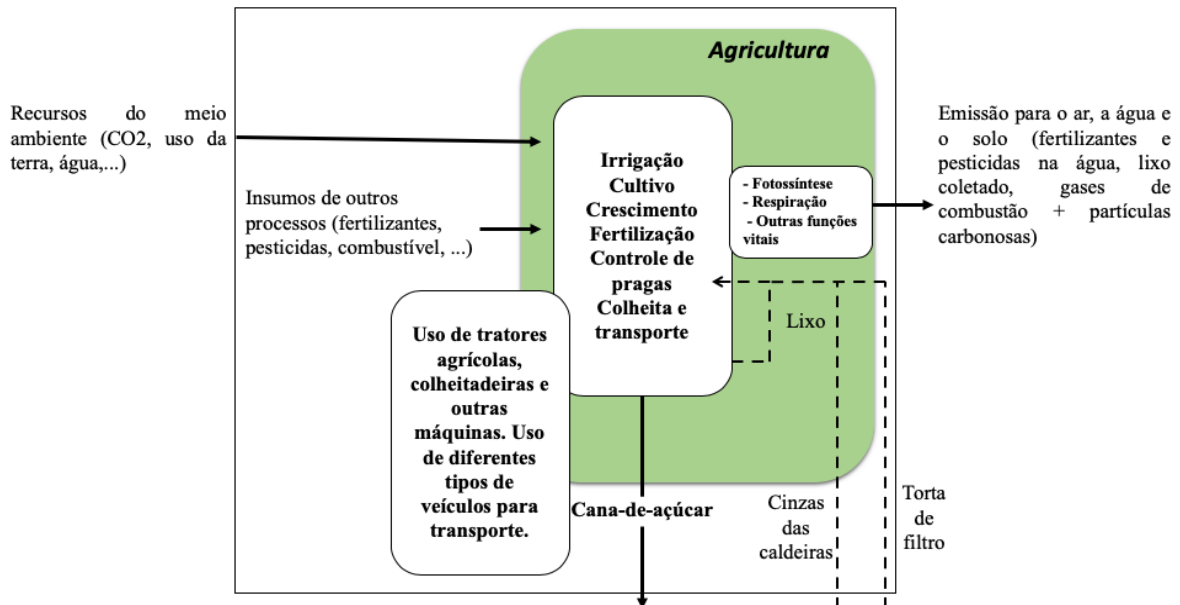 Agricultura
Recursos do meio
ambiente (CO2, uso da
terra, água,...)
Insumos de outros
processos (fertilizantes,
pesticidas, combustível, ...)
Irrigação
Cultivo
Crescimento
Fertilização
Controle de
pragas
Colheita e
transporte
- Fotossíntese
- Respiração
- Outras funções
vitais
Emissão para o ar, a água e
o solo (fertilizantes e
pesticidas na água, lixo
coletado, gases de
combustão + partículas
carbonosas)
Lixo
Uso de tratores
agrícolas,
colheitadeiras e
outras
máquinas. Uso
de diferentes
tipos de
veículos para
transporte.
Cana-de-açúcar
Cinzas
das
caldeiras
Torta
de
filtro